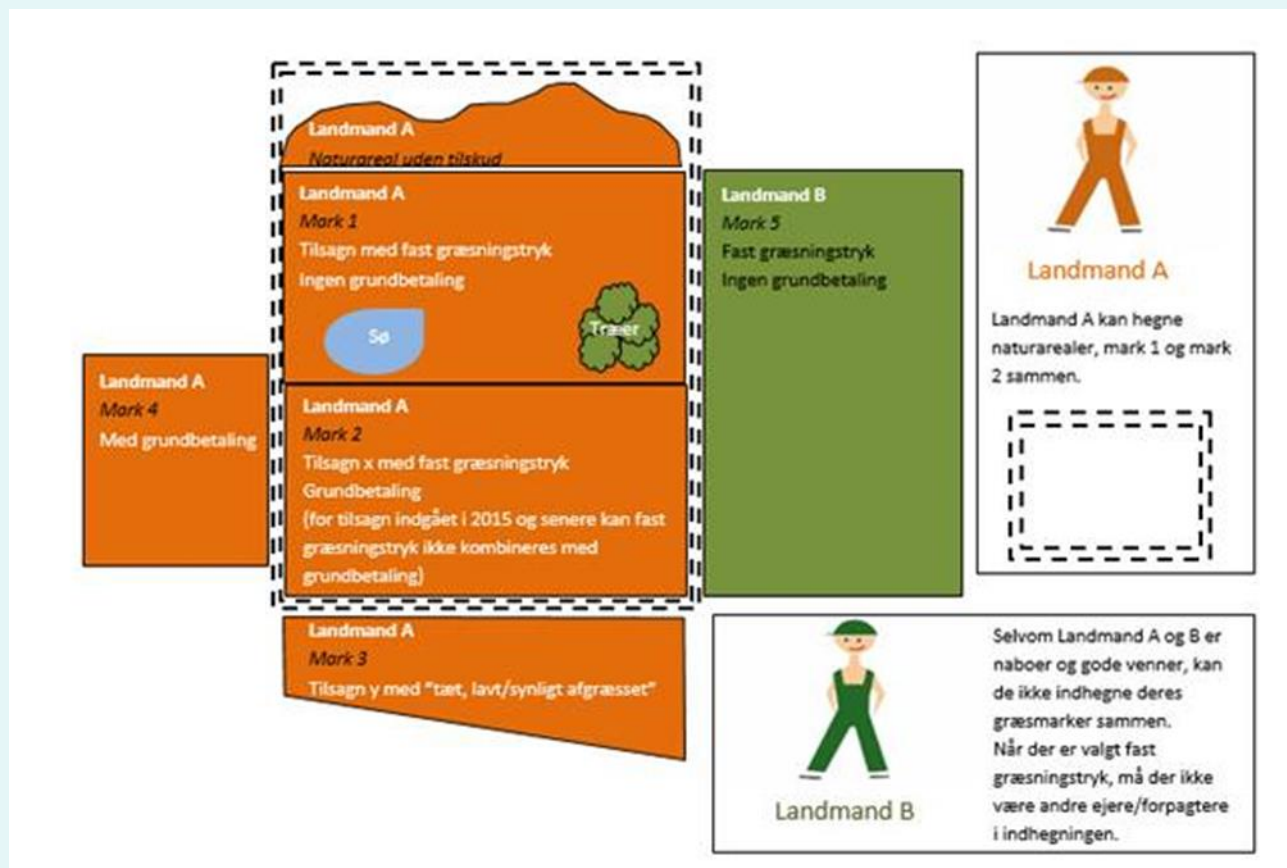 Landmand A
Naturareal uden tilskud
Landmand A
Mark 1
Tilsagn med fast græsningstryk
Ingen grundbetaling
Sø
Træer
Landmand A
Mark 4
Med grundbetaling
Landmand A
Mark 2
Tilsagn x med fast græsningstryk
Grundbetaling
(for tilsagn indgået i 2015 og senere kan fast
græsningstryk ikke kombineres med
grundbetaling)
Landmand A
Mark 3
Tilsagn y med "tæt, lavt/synligt afgræsset"
Landmand B
Mark 5
Fast græsningstryk
Ingen grundbetaling
Landmand A
Landmand A kan hegne
naturarealer, mark 1 og mark
2 sammen.
Landmand B
Selvom Landmand A og B er
naboer og gode venner, kan
de ikke indhegne deres
græsmarker sammen.
Når der er valgt fast
græsningstryk, må der ikke
være andre ejere/forpagtere
i indhegningen.